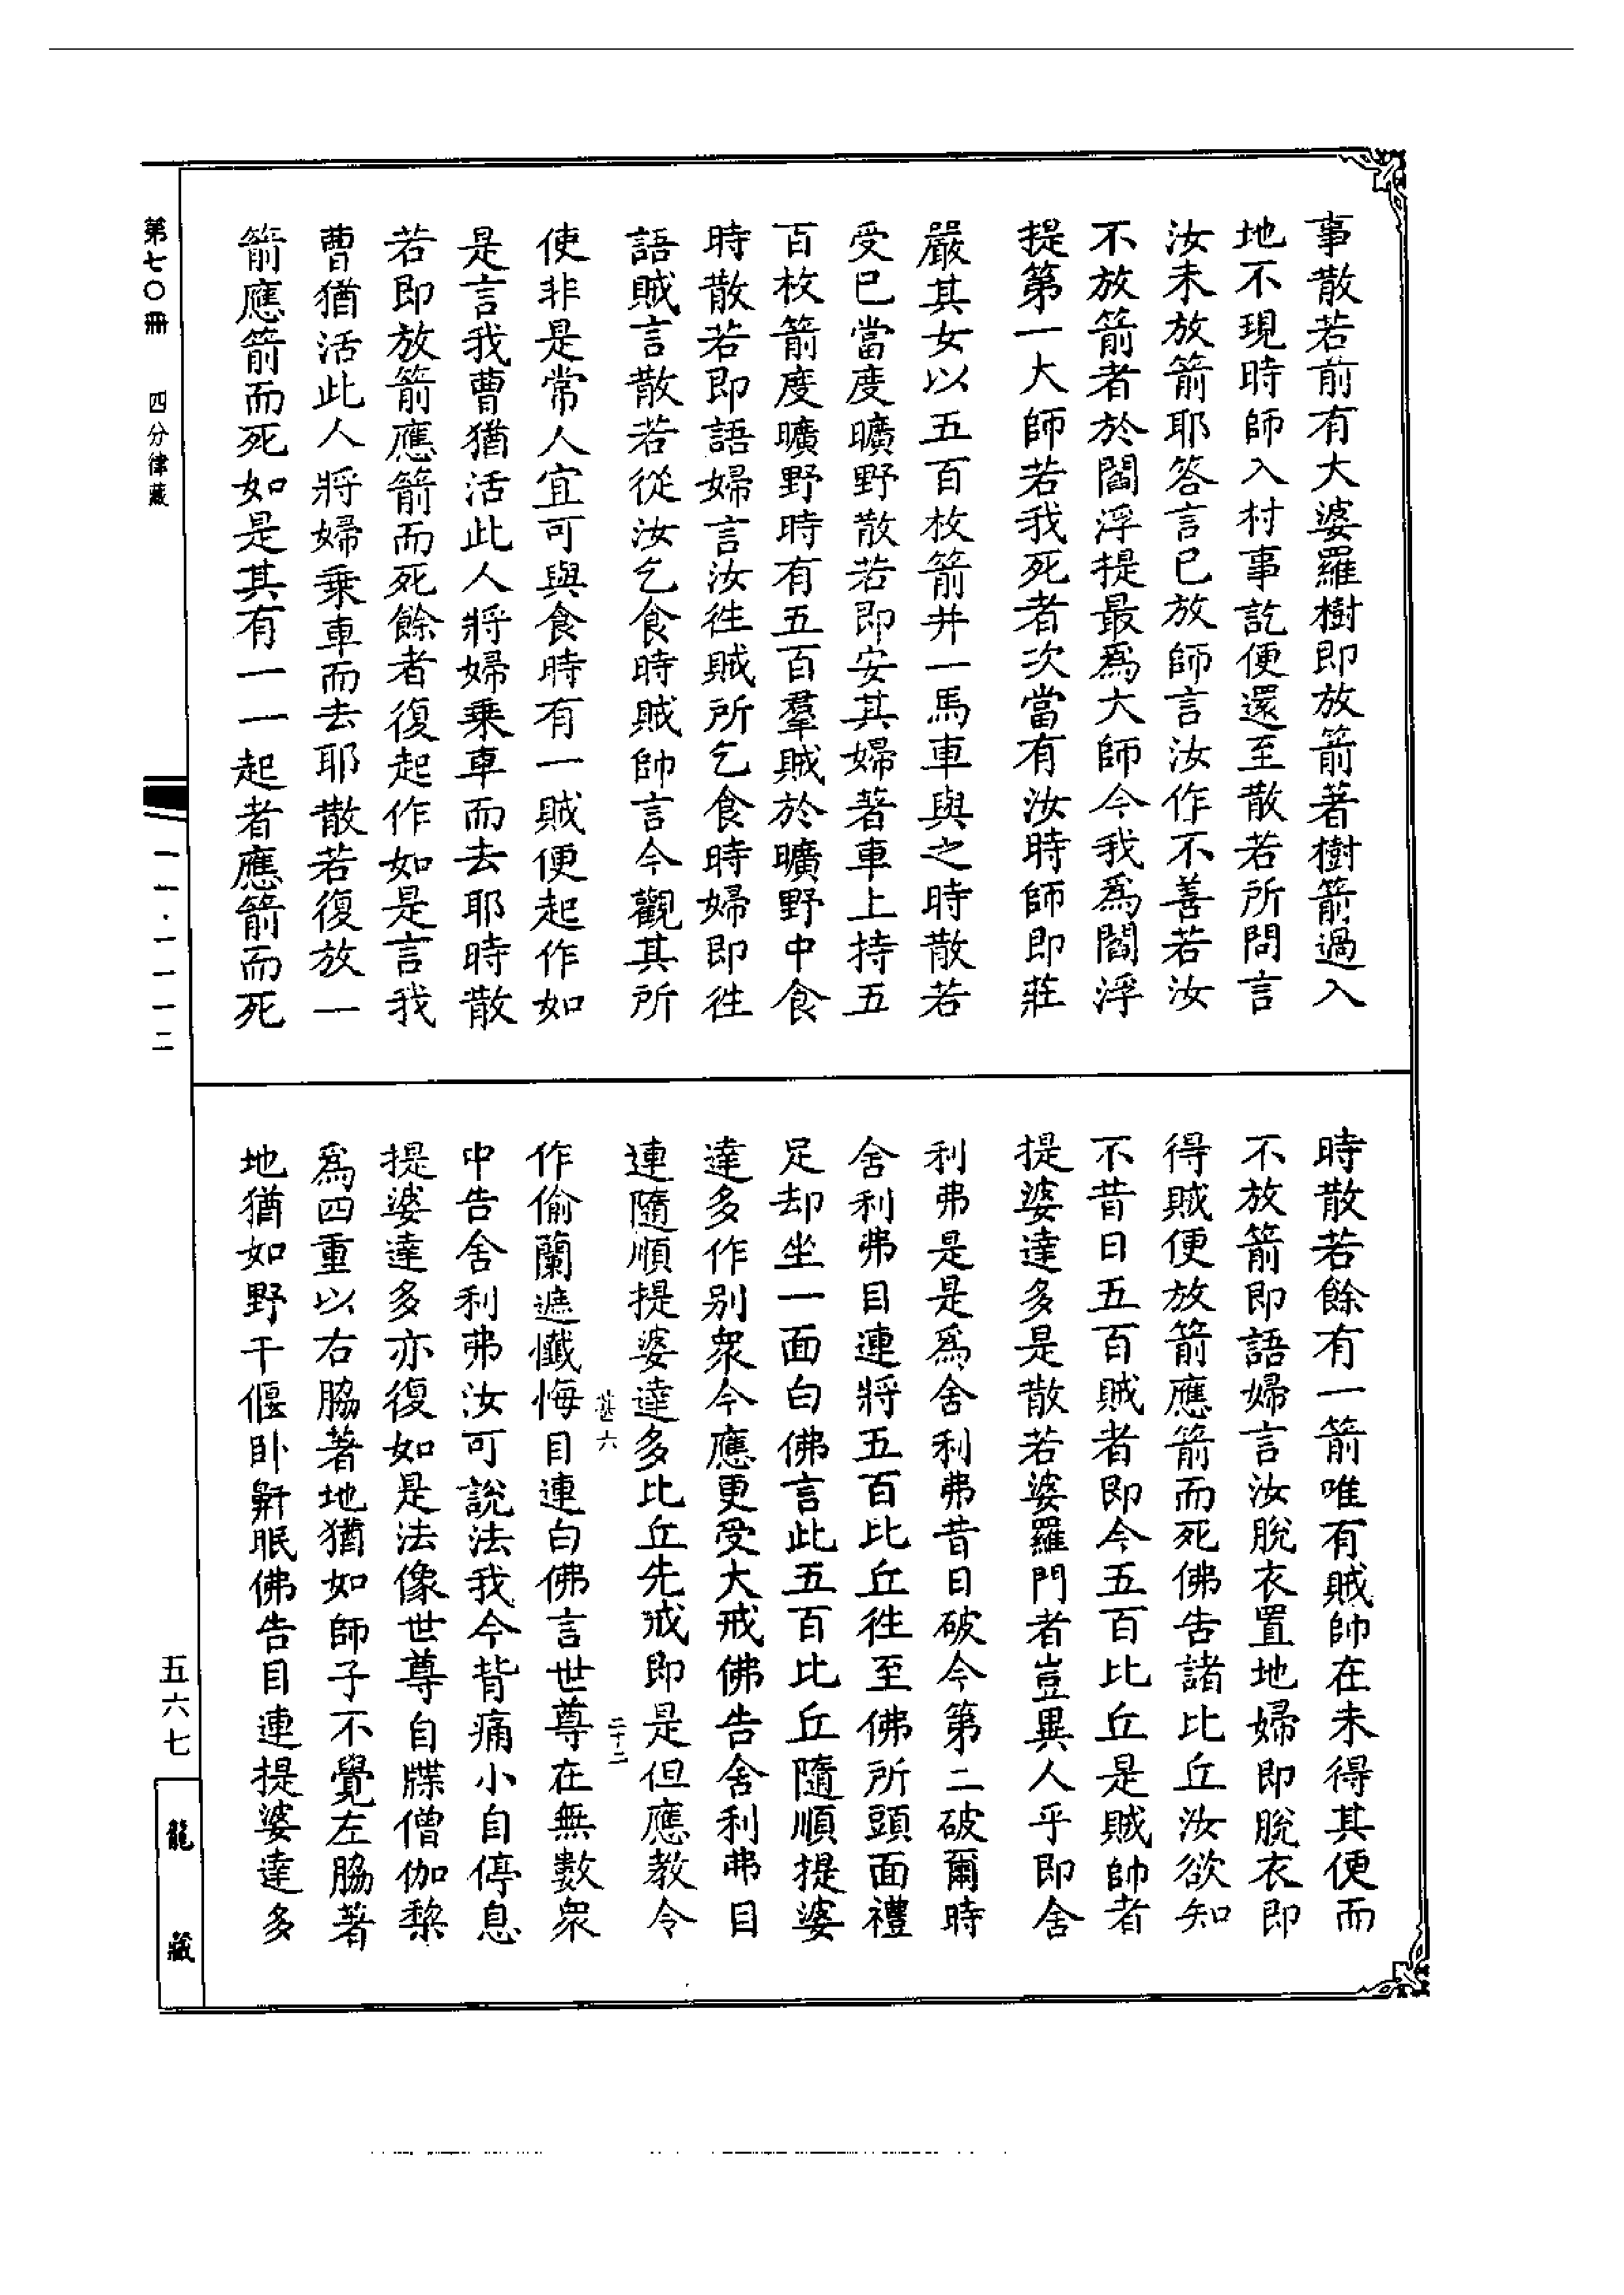 事散若前有大婆羅樹即放箭著樹箭過入
地不現時師入村事訖便還至散若所問言
汝未放箭耶答言已放師言汝作不善若汝
不放箭者於閻浮提最爲大師今我爲閻浮
提第一大師若我死者次當有汝時師即莊
嚴其女以五百枚箭并一馬車與之時散若
受已當度曠野散若即安其婦著車上持五
百枚箭度曠野時有五百羣賊於曠野中食
時散若即語婦言汝往賊所乞食時婦即往
語賊言散若從汝乞食時賊帥言今觀其所
使非是常人宜可與食時有一賊便起作如
是言我曹猶活此人將婦乗車而去耶時散
若即放箭應箭而死餘者復起作如是言我
曹猶活此人將婦乗車而去耶散若復放一
箭應箭而死如是其有一一起者應箭而死
時散若餘有一箭唯有賊帥在未得其便而
不放箭即語婦言汝脫衣置地婦即脫衣即
得賊便放箭應箭而死佛告諸比丘汝欲知
不昔日五百賊者即今五百比丘是賊帥者
提婆達多是散若婆羅門者豈異人乎即舍
利弗是是爲舍利弗昔日破今第二破爾時
舍利弗目連將五百比丘往至佛所頭面禮
足却坐一面白佛言此五百比丘隨順提婆
達多作別衆今應更受大戒佛告舍利弗目
連隨順提婆達多比丘先戒即是但應教令
作偷蘭遮懺悔目連白佛言世尊在無數衆
中告舍利弗汝可說法我今背痛小自停息
提婆達多亦復如是法像世尊自牒僧伽棃
爲四重以右脇著地猶如師子不覺左脇著
地猶如野干偃卧鼾眠佛告目連提婆達多
六
二十二
第七〇冊
四分律藏
一一·一一一二
五六七
龍藏